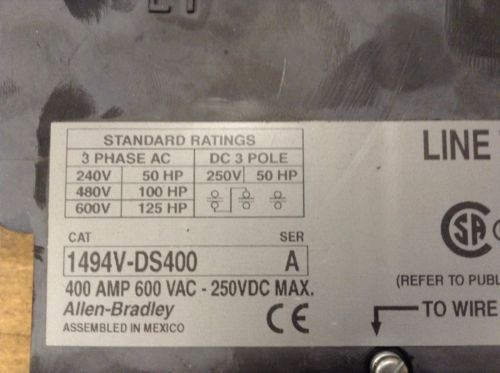 STANDARD RATINGS
3 PHASE AC DC 3 POLE
240V 50 HP 250V 50 HP
480V 100 HP
600V 125 HP
CAT SER
1494V-DS400 A
400 AMP 600 VAC - 250VDC MAX.
Allen-Bradley
ASSEMBLED IN MEXICO
CE
LINE
SA
(REFER TO PUBL
TO WIRE